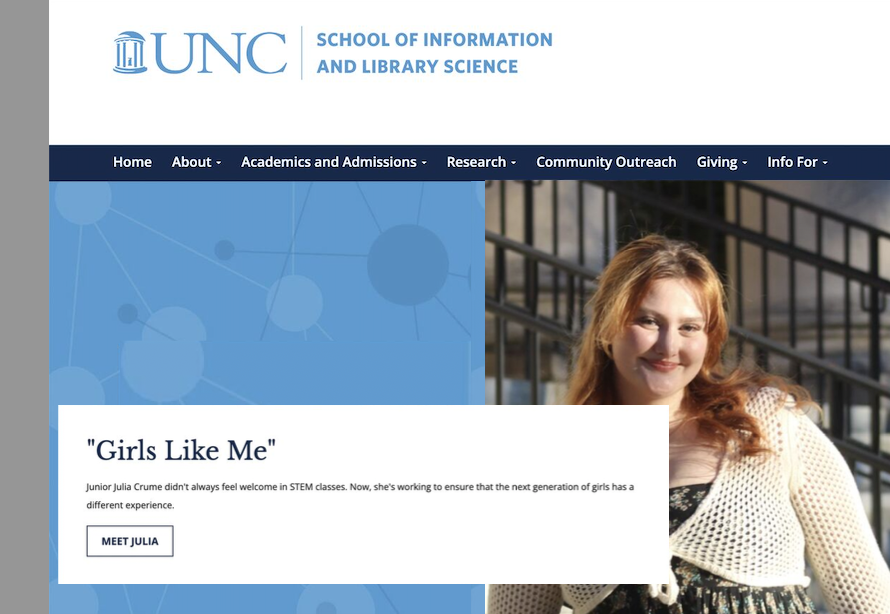 UNC
SCHOOL OF INFORMATION
AND LIBRARY SCIENCE
Home About Academics and Admissions Research Community Outreach Giving Info For
"Girls Like Me"
Junior Julia Crume didn't always feel welcome in STEM classes. Now, she's working to ensure that the next generation of girls has a
different experience.
MEET JULIA